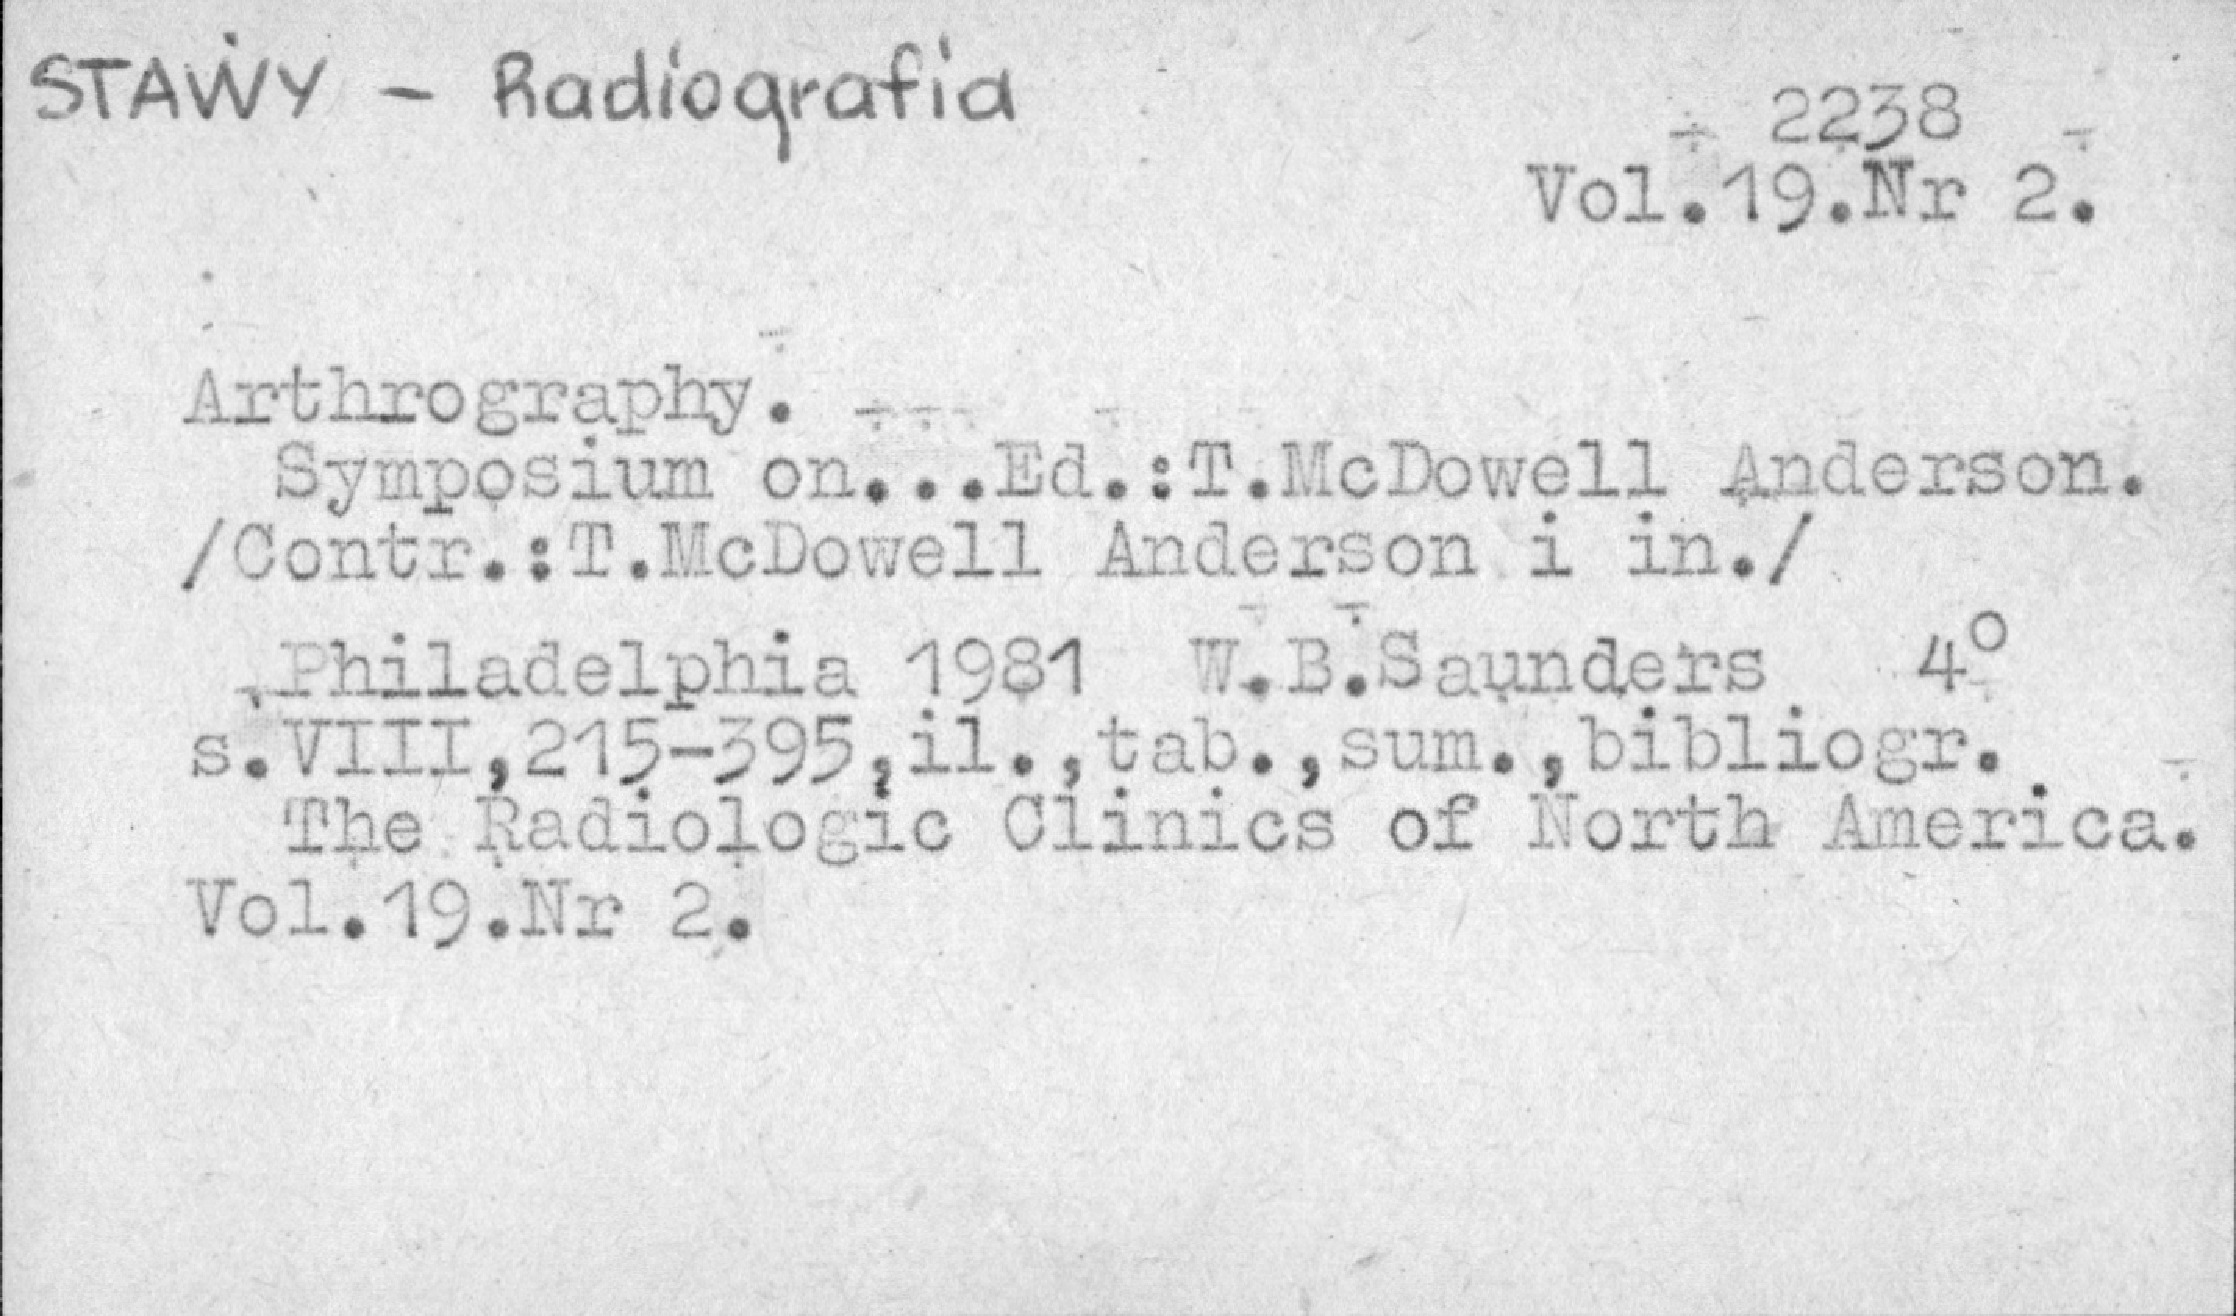 STAWY - Radiografia
2238
Vol.19.Nr 2.
Arthrography.
Symposium on...Ed.:T.McDowell Anderson.
/Contr.:T.McDowell Anderson i in./
Philadelphia 1981 W.B.Saunders 4°
s.VIII,215-395,il.,tab.,sum.,bibliogr.
The Radiologic Clinics of North America.
Vol.19.Nr 2.